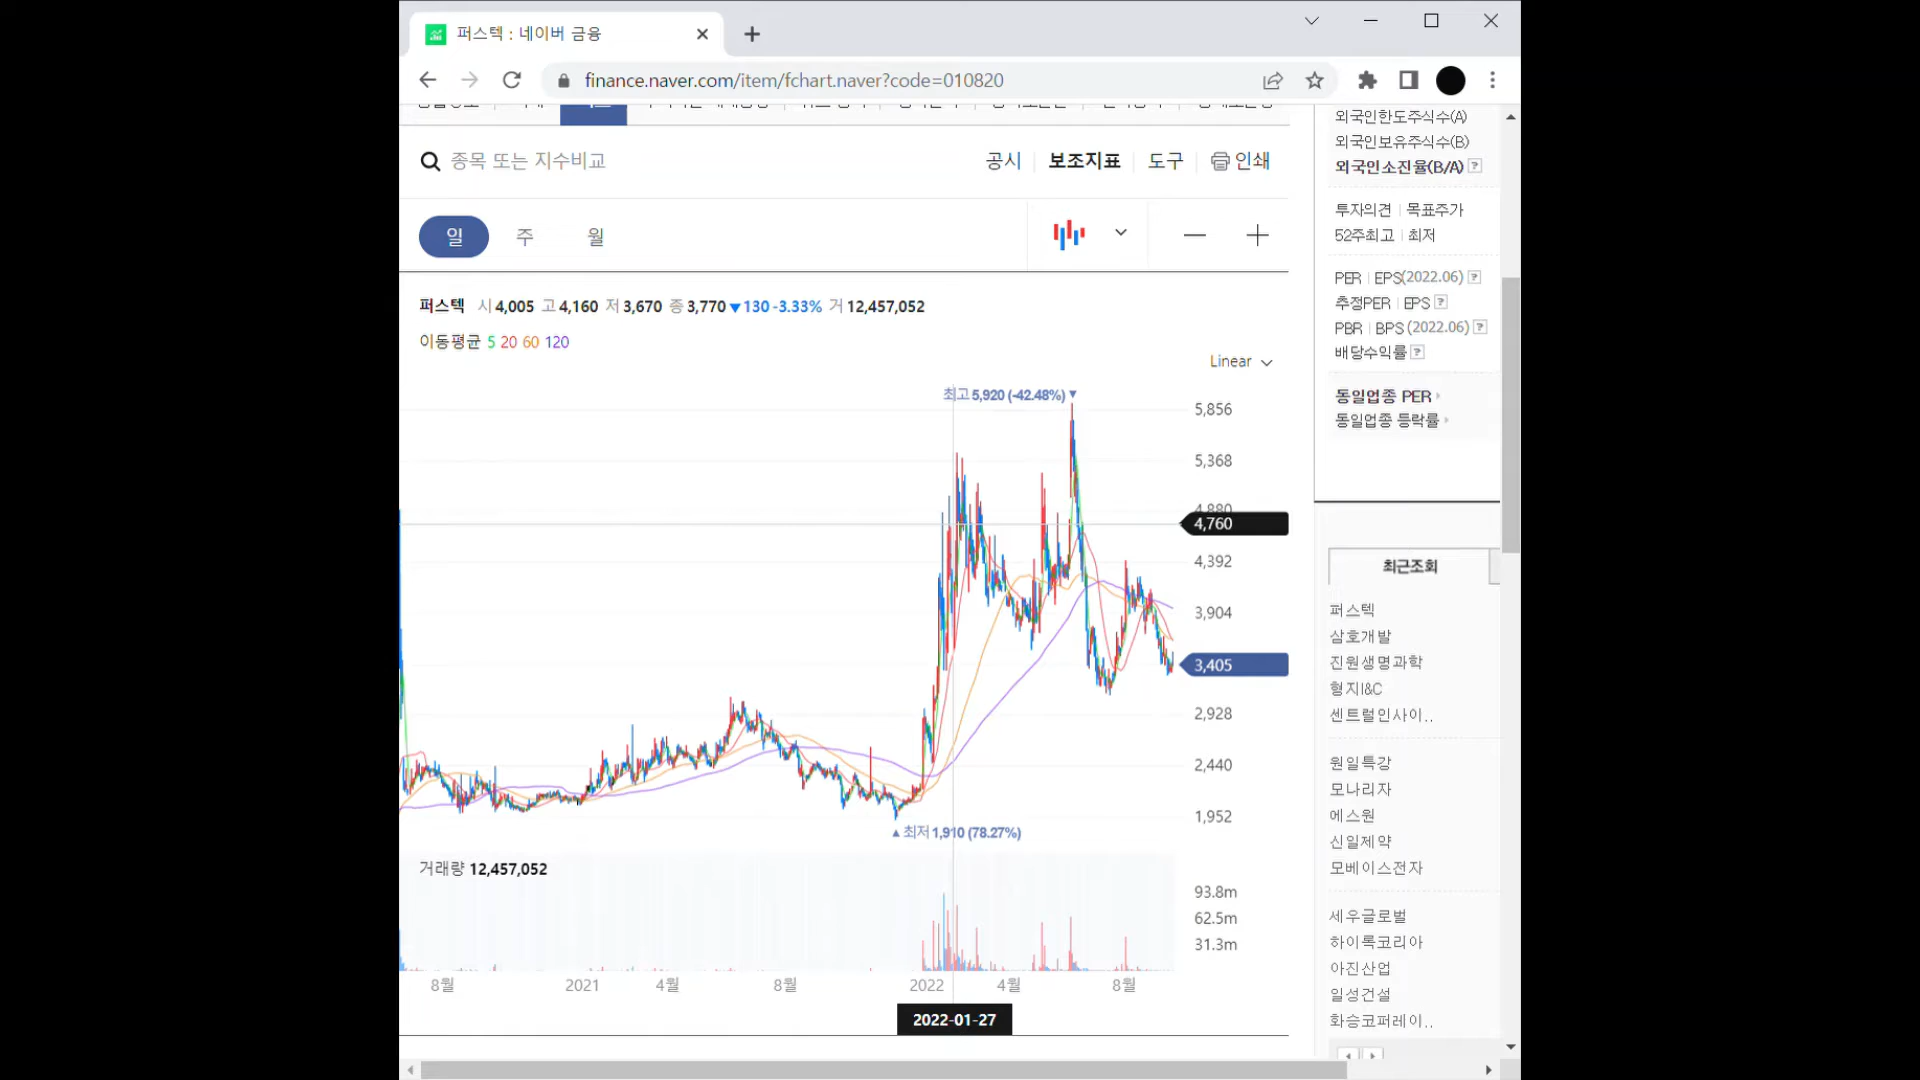 퍼스텍 : 네이버 금융
finance.naver.com/item/fchart.naver?code=010820
종목 또는 지수비교
공시 보조지표 도구 인쇄
일 주 월
퍼스텍 시 4,005 고 4,160 저 3,670 종 3,770 ▼130 -3.33% 거 12,457,052
이동평균 5 20 60 120
Linear
최고 5,920 (-42.48%) ▼
5,856
5,368
4,880
4,760
4,392
3,904
3,405
2,928
2,440
1,952
▲ 최저 1,910 (78.27%)
거래량 12,457,052
93.8m
62.5m
31.3m
8월 2021 4월 8월 2022 4월 8월
2022-01-27
외국인한도주식수(A)
외국인보유주식수(B)
외국인소진율(B/A) ?
투자의견 | 목표주가
52주최고 | 최저
PER | EPS(2022.06) ?
추정PER | EPS ?
PBR | BPS (2022.06) ?
배당수익률 ?
동일업종 PER
동일업종 등락률
최근조회
퍼스텍
삼호개발
진원생명과학
형지I&C
센트럴인사이..
원일특강
모나리자
에스원
신일제약
모베이스전자
세우글로벌
하이록코리아
아진산업
일성건설
화승코퍼레이..